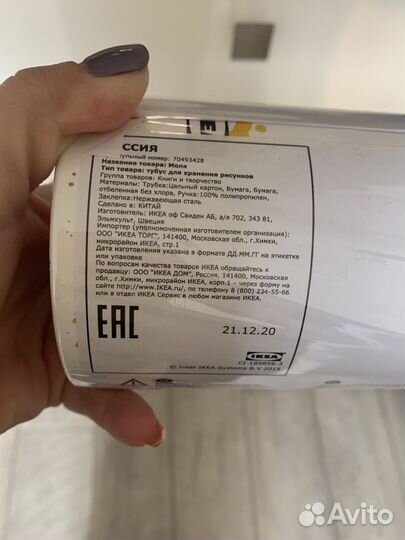 ССИЯ
тульный номер: 70493428
Название товара: Мола
Тип товара: тубус для хранения рисунков
Группа товаров: Книги и творчество
Материалы: Трубка:Цельный картон, Бумага, Бумага,
отбеленная без хлора, Ручка:100% полипропилен,
Заклепка:Нержавеющая сталь
Сделано в: КИТАЙ
Изготовитель: ИКЕА оф Свиден АБ, а/я 702, 343 81,
Эльмхульт, Швеция
Импортер (уполномоченная изготовителем организация):
ООО "ИКЕА ТОРГ", 141400, Московская обл., г.Химки,
микрорайон ИКЕА, стр.1
Дата изготовления указана в формате ДД.ММ.ГГ на этикетке
или упаковке
По вопросам качества товаров ИКЕА обращайтесь к
продавцу: ООО "ИКЕА ДОМ", Россия, 141400, Московская
обл., г.Химки, микрорайон ИКЕА, корп.1 – через форму на
сайте http://www.IKEA.ru/, по телефону 8 (800) 234-55-66
или в отдел ИКЕА Сервис в любом магазине ИКЕА.
EAC
21.12.20
IKEA
© Inter IKEA Systems B.V 2018
Avito